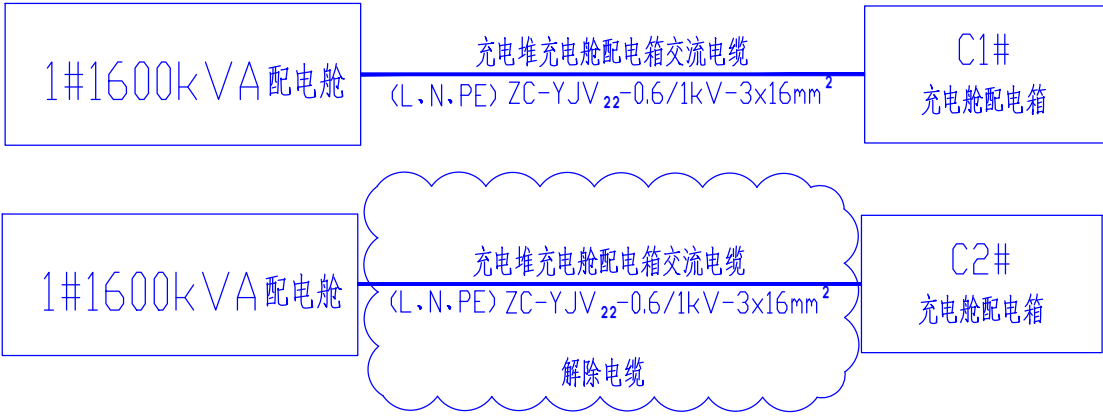 充电堆充电舱配电箱交流电缆
1#1600kVA配电舱
(L、N、PE) ZC-YJV22-0.6/1kV-3x16mm²
C1#
充电舱配电箱
充电堆充电舱配电箱交流电缆
1#1600kVA配电舱
(L、N、PE) ZC-YJV22-0.6/1kV-3x16mm²
C2#
充电舱配电箱
解除电缆